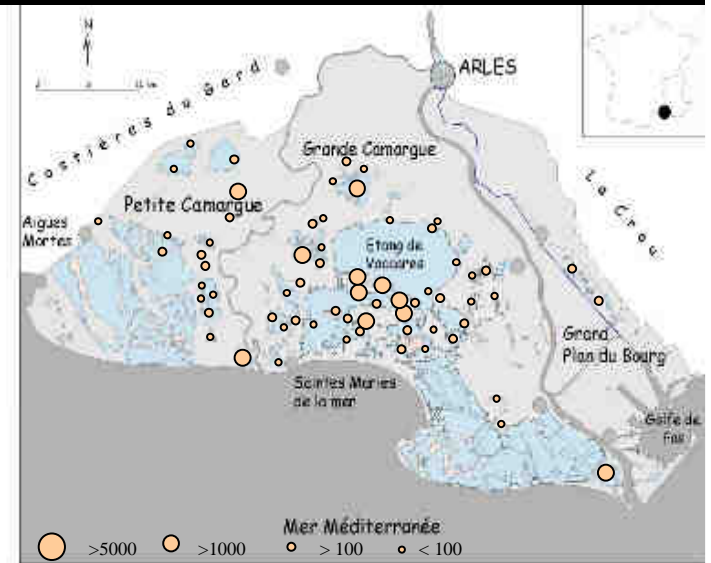 N
ARLES
Costières du Gard
Grande Camargue
La Crau
Petite Camargue
Aigues
Mortes
Etang de
Vaccares
Grand
Plan du Bourg
Saintes Maries
de la mer
Golfe de
Fos
Mer Méditerranée
>5000 >1000 > 100 < 100